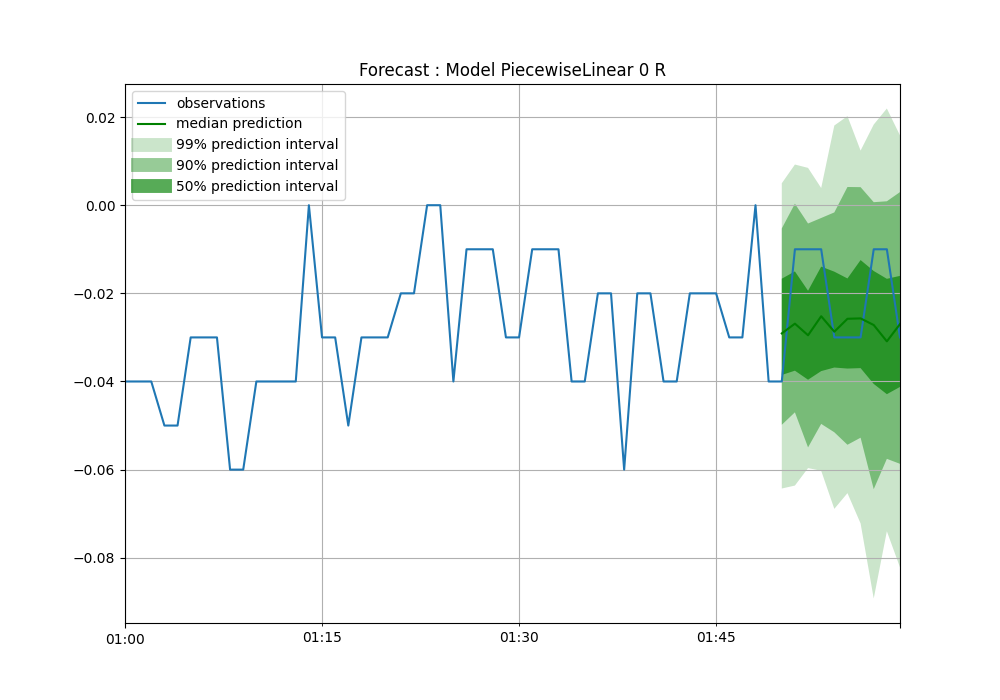 Forecast : Model PiecewiseLinear 0 R
observations
median prediction
99% prediction interval
90% prediction interval
50% prediction interval
0.02
0.00
−0.02
−0.04
−0.06
−0.08
01:00
01:15
01:30
01:45